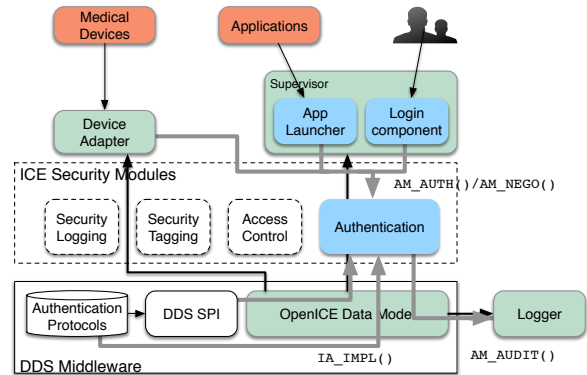 Medical
Devices
Applications
Supervisor
Device
Adapter
App
Launcher
Login
component
ICE Security Modules
AM_AUTH()/AM_NEGO()
Security
Logging
Security
Tagging
Access
Control
Authentication
Authentication
Protocols
DDS SPI
OpenICE Data Model
Logger
IA_IMPL()
AM_AUDIT()
DDS Middleware